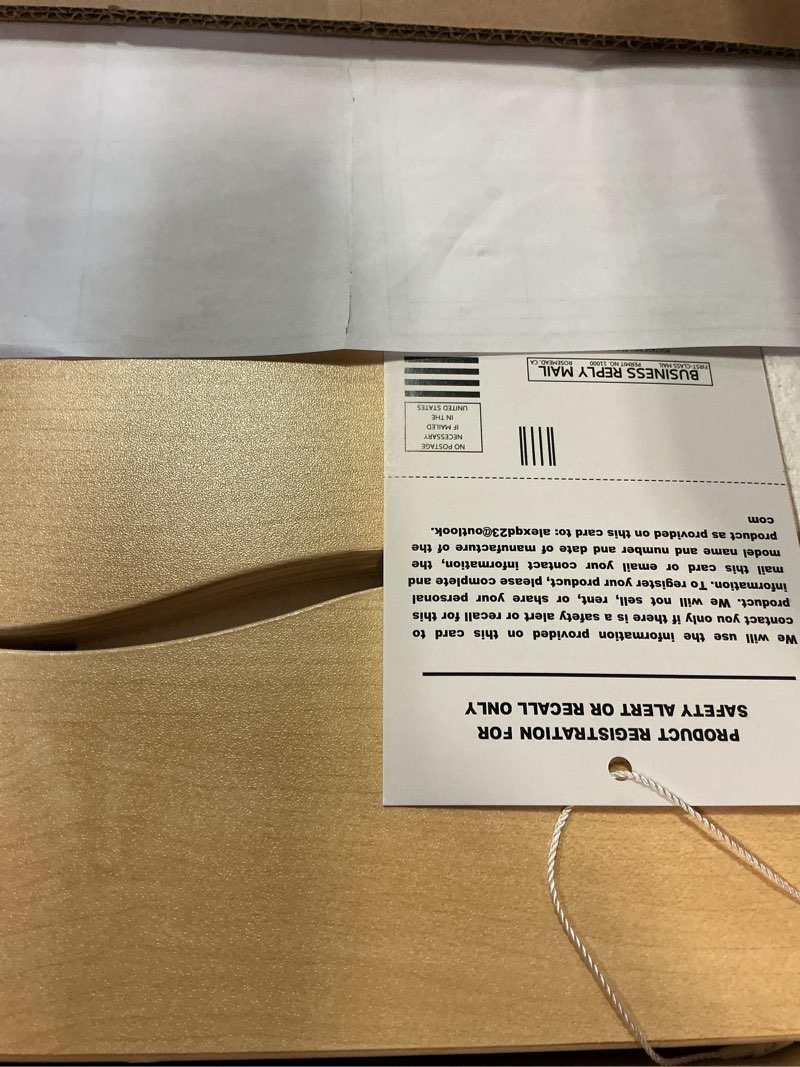 PRODUCT REGISTRATION FOR
SAFETY ALERT OR RECALL ONLY
We will use the information provided on this card to
contact you only if there is a safety alert or recall for this
product. We will not sell, rent, or share your personal
information. To register your product, please complete and
mail this card or email your contact information, the
model name and number and date of manufacture of the
product as provided on this card to: alexqd23@outlook.
com
NO POSTAGE
NECESSARY
IF MAILED
IN THE
UNITED STATES
BUSINESS REPLY MAIL
FIRST-CLASS MAIL PERMIT NO. 11000 ROSEMEAD, CA